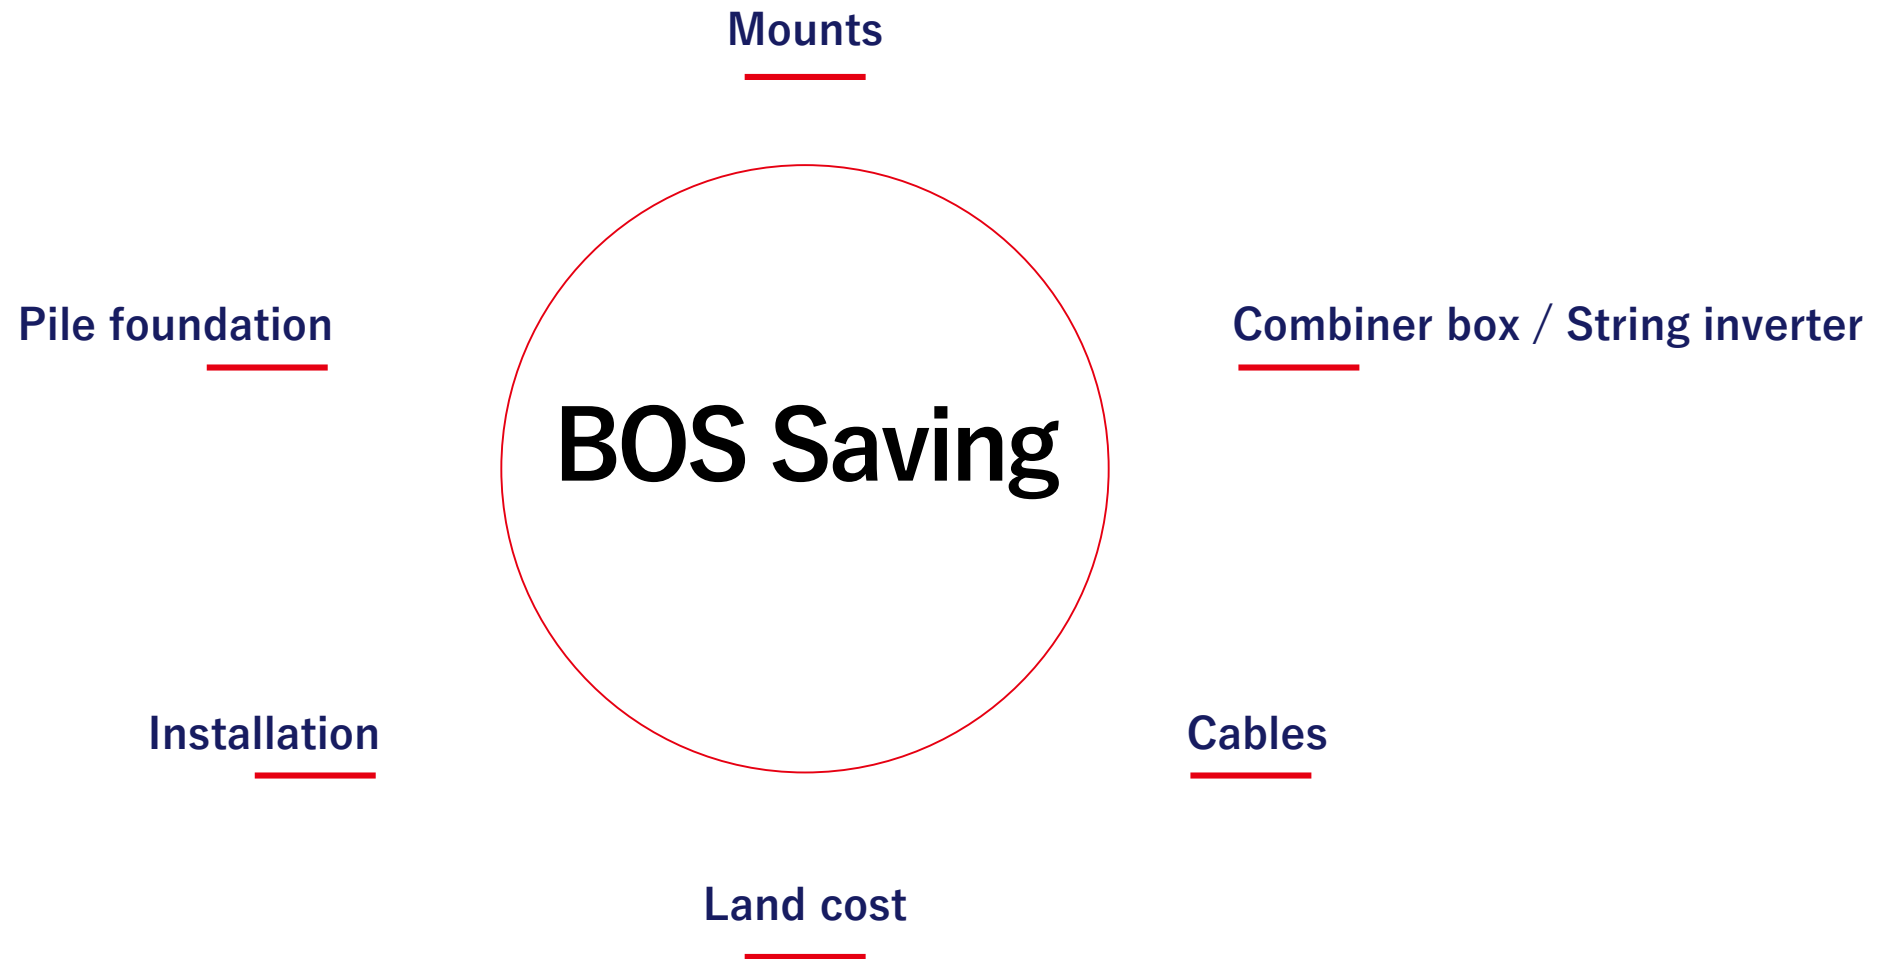 Mounts
Pile foundation
Combiner box / String inverter
BOS Saving
Installation
Cables
Land cost